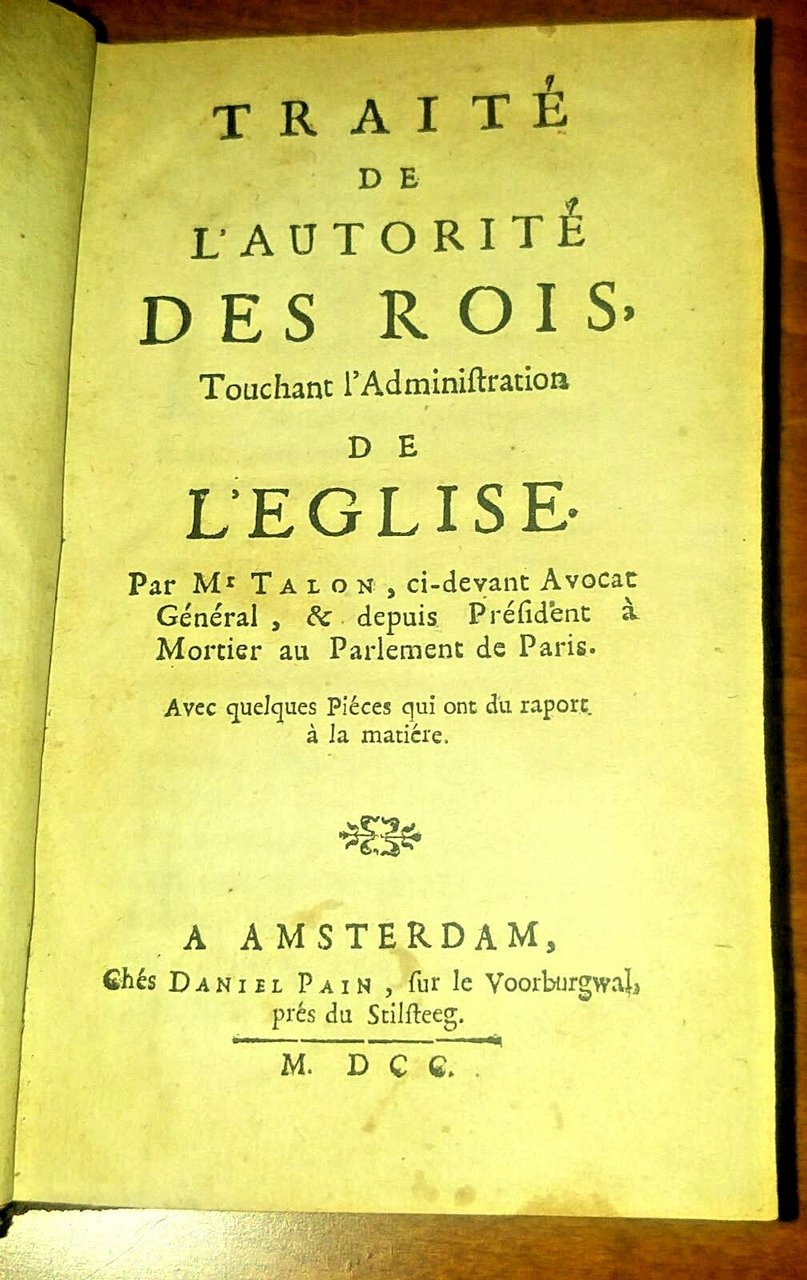 TRAITÉ
DE
L'AUTORITÉ
DES ROIS,
Touchant l'Adminiſtration
DE
L'EGLISE.
Par Mr TALON, ci-devant Avocat
Général, & depuis Préſident à
Mortier au Parlement de Paris.
Avec quelques Piéces qui ont du raport
à la matiére.
A AMSTERDAM,
Chés DANIEL PAIN, ſur le Voorburgwal,
prés du Stilſteeg.
M. DCC.